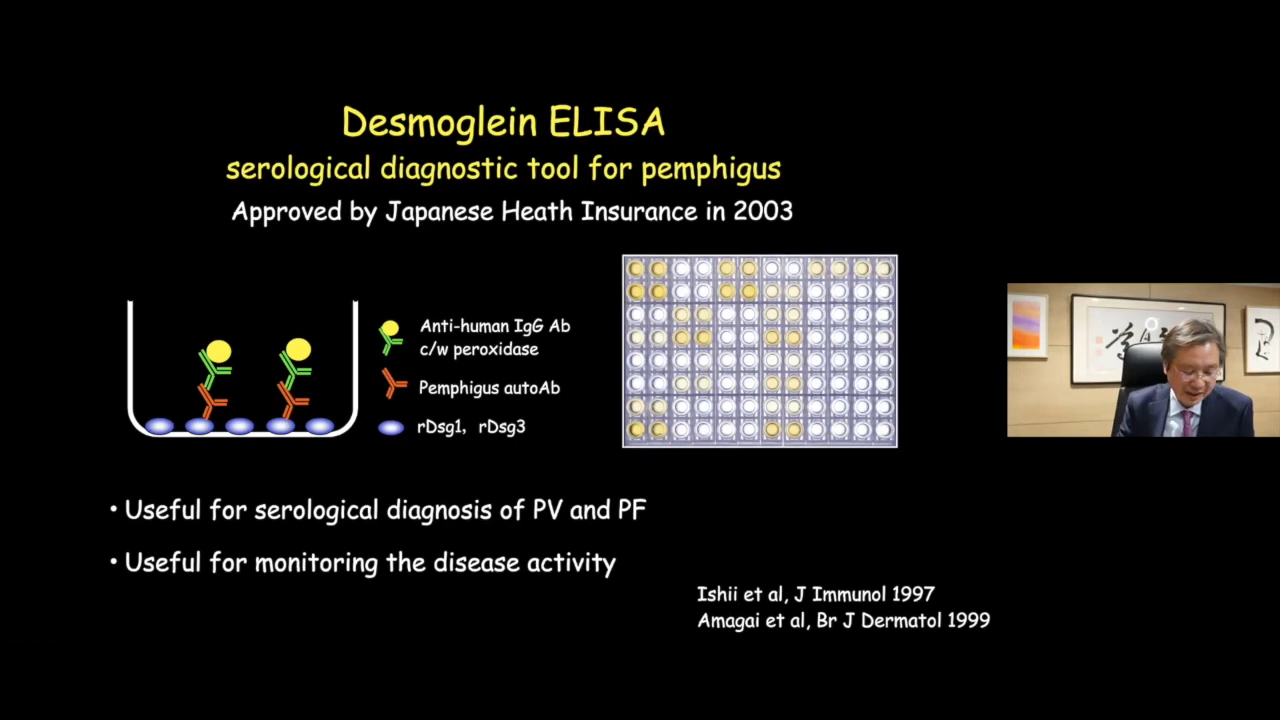 Desmoglein ELISA
serological diagnostic tool for pemphigus
Approved by Japanese Heath Insurance in 2003
Anti-human IgG Ab
c/w peroxidase
Pemphigus autoAb
rDsg1, rDsg3
• Useful for serological diagnosis of PV and PF
• Useful for monitoring the disease activity
Ishii et al, J Immunol 1997
Amagai et al, Br J Dermatol 1999